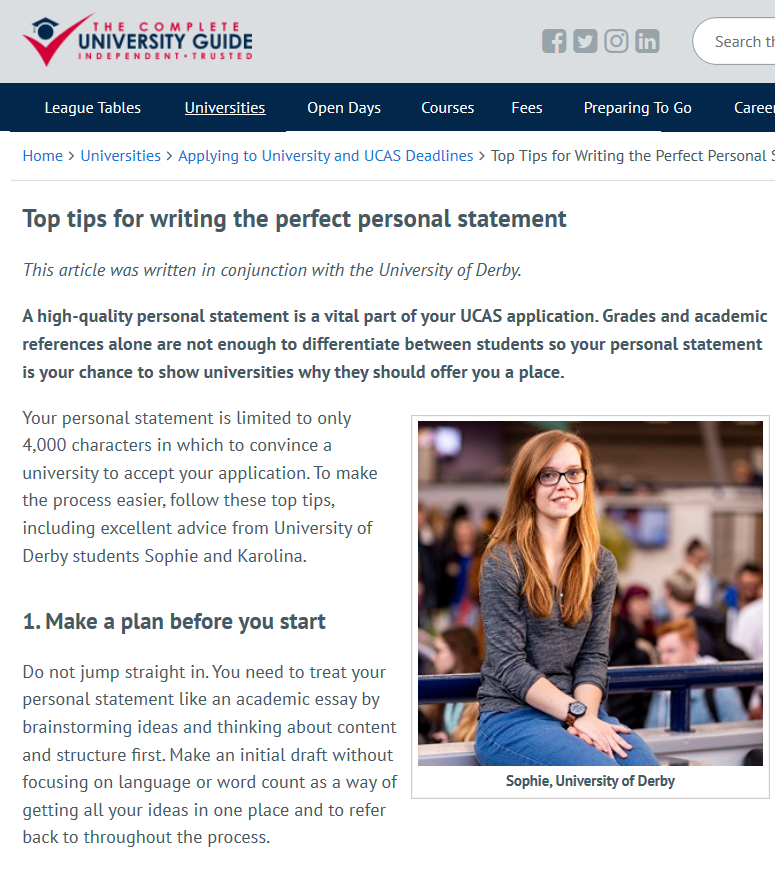 THE COMPLETE
UNIVERSITY GUIDE
INDEPENDENT • TRUSTED
Search
League Tables Universities Open Days Courses Fees Preparing To Go
Home > Universities > Applying to University and UCAS Deadlines > Top Tips for Writing the Perfect Personal
Top tips for writing the perfect personal statement
This article was written in conjunction with the University of Derby.
A high-quality personal statement is a vital part of your UCAS application. Grades and academic
references alone are not enough to differentiate between students so your personal statement
is your chance to show universities why they should offer you a place.
Your personal statement is limited to only
4,000 characters in which to convince a
university to accept your application. To make
the process easier, follow these top tips,
including excellent advice from University of
Derby students Sophie and Karolina.
Sophie, University of Derby
1. Make a plan before you start
Do not jump straight in. You need to treat your
personal statement like an academic essay by
brainstorming ideas and thinking about content
and structure first. Make an initial draft without
focusing on language or word count as a way of
getting all your ideas in one place and to refer
back to throughout the process.